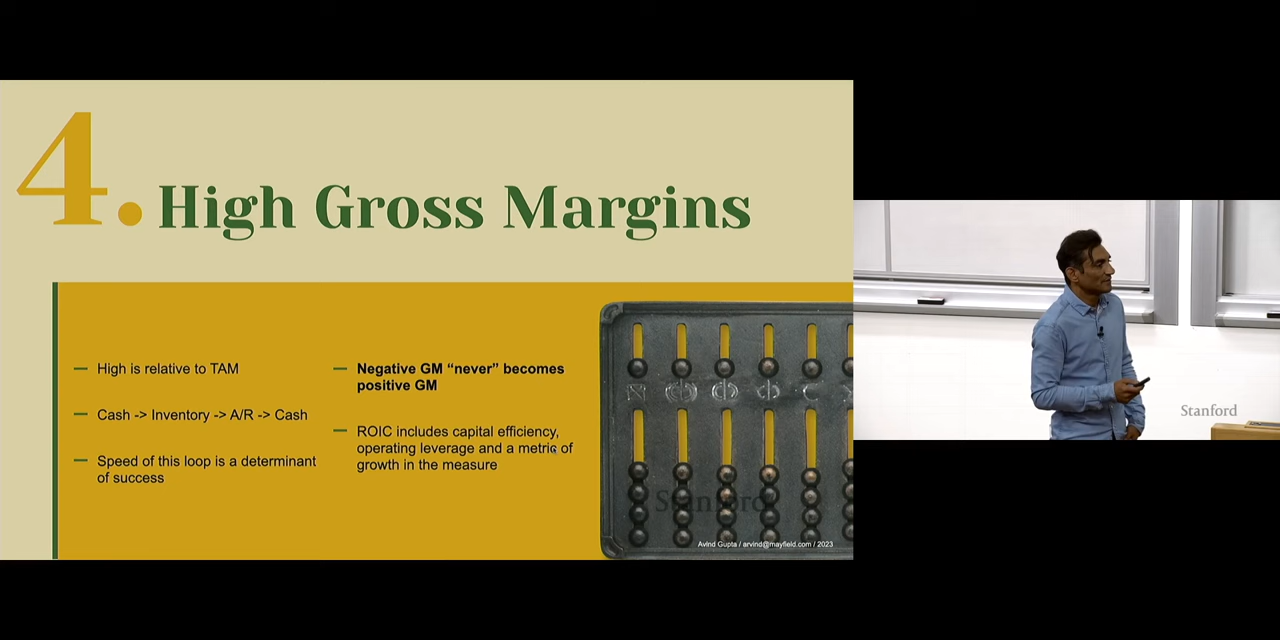 4. High Gross Margins
High is relative to TAM
Cash -> Inventory -> A/R -> Cash
Speed of this loop is a determinant
of success
Negative GM “never” becomes
positive GM
ROIC includes capital efficiency,
operating leverage and a metric of
growth in the measure
Stanford
Avind Gupta / arvind@mayfield.com / 2023
Stanford